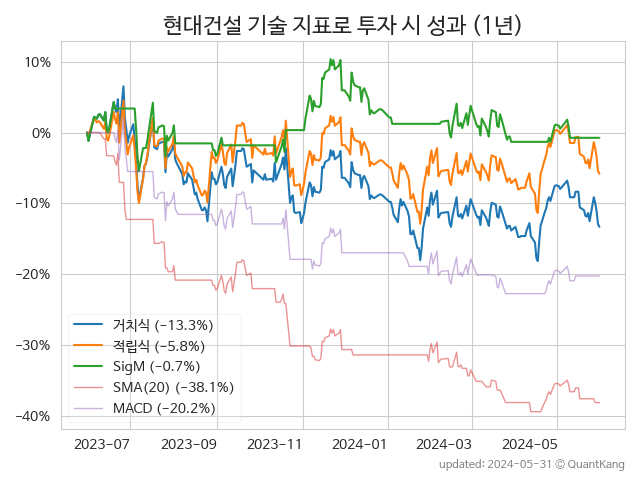 현대건설 기술 지표로 투자 시 성과 (1년)
10%
0%
−10%
−20%
−30%
−40%
거치식 (−13.3%)
적립식 (−5.8%)
SigM (−0.7%)
SMA(20) (−38.1%)
MACD (−20.2%)
2023−07
2023−09
2023−11
2024−01
2024−03
2024−05
updated: 2024−05−31 © QuantKang